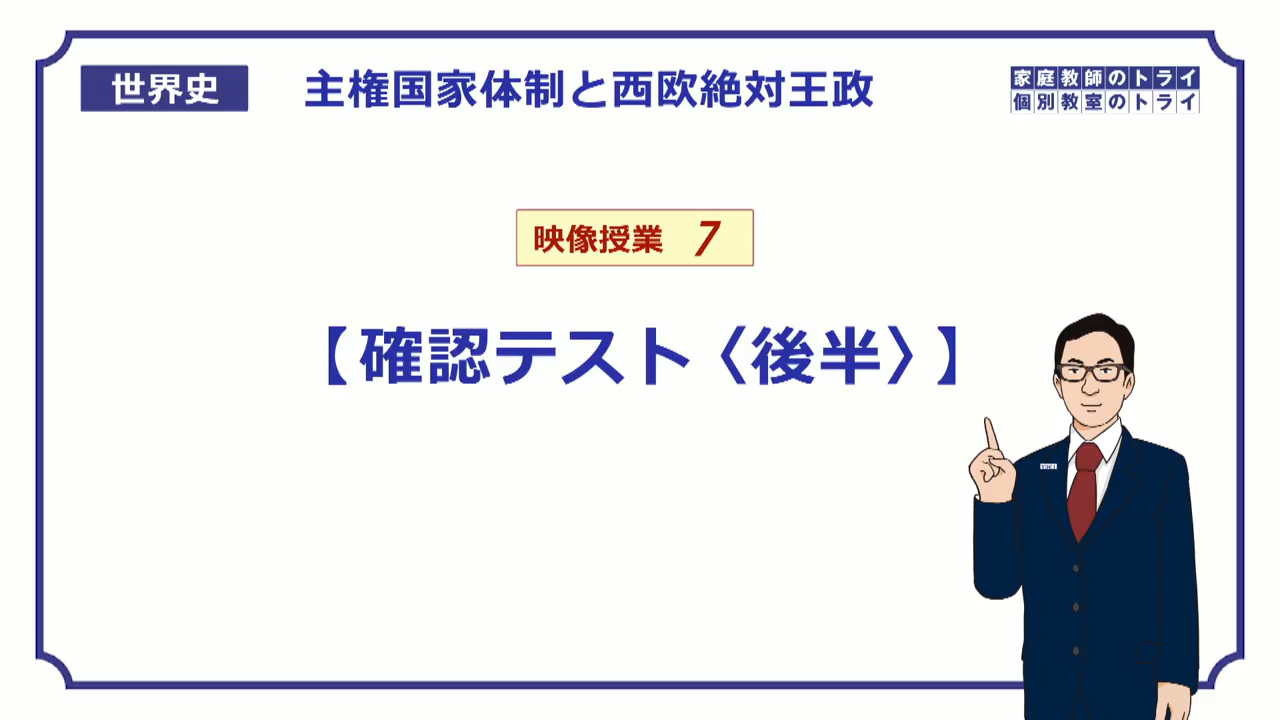 世界史 主権国家体制と西欧絶対王政
家庭教師のトライ
個別教室のトライ
映像授業 7
【確認テスト〈後半〉】